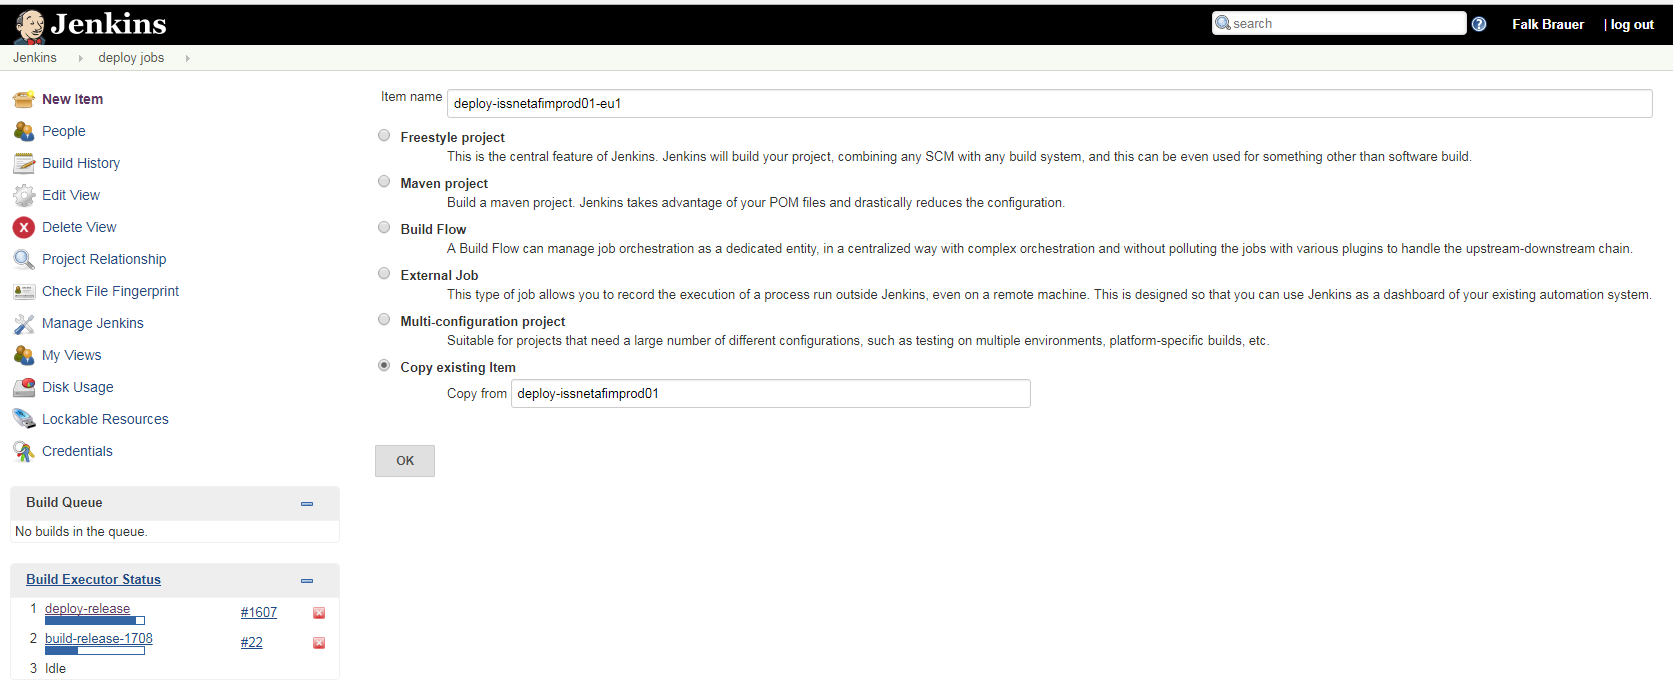 Jenkins
search
Falk Brauer | log out
Jenkins deploy jobs
New Item
People
Build History
Edit View
Delete View
Project Relationship
Check File Fingerprint
Manage Jenkins
My Views
Disk Usage
Lockable Resources
Credentials
Build Queue
No builds in the queue.
Build Executor Status
1 deploy-release #1607
2 build-release-1708 #22
3 Idle
Item name deploy-issnetafimprod01-eu1
Freestyle project
This is the central feature of Jenkins. Jenkins will build your project, combining any SCM with any build system, and this can be even used for something other than software build.
Maven project
Build a maven project. Jenkins takes advantage of your POM files and drastically reduces the configuration.
Build Flow
A Build Flow can manage job orchestration as a dedicated entity, in a centralized way with complex orchestration and without polluting the jobs with various plugins to handle the upstream-downstream chain.
External Job
This type of job allows you to record the execution of a process run outside Jenkins, even on a remote machine. This is designed so that you can use Jenkins as a dashboard of your existing automation system.
Multi-configuration project
Suitable for projects that need a large number of different configurations, such as testing on multiple environments, platform-specific builds, etc.
Copy existing Item
Copy from deploy-issnetafimprod01
OK